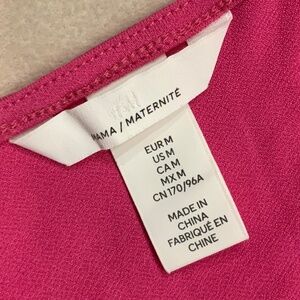 MAMA / MATERNITÉ
EUR M
US M
CA M
MX M
CN 170/96A
MADE IN
CHINA
FABRIQUÉ EN
CHINE